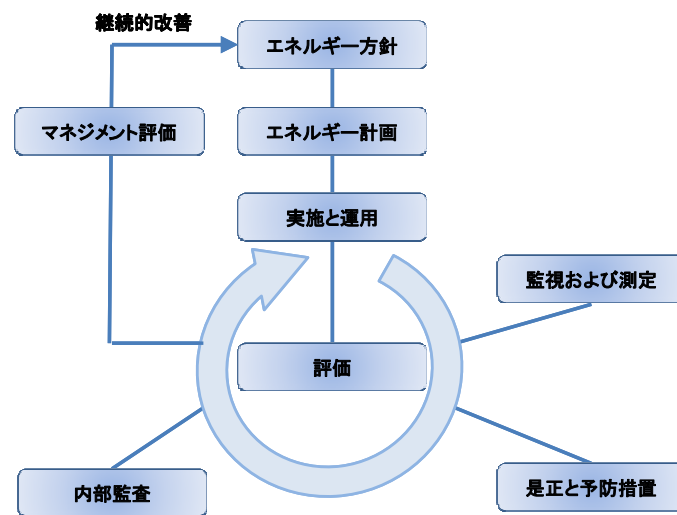 継続的改善
エネルギー方針
マネジメント評価
エネルギー計画
実施と運用
監視および測定
評価
内部監査
是正と予防措置